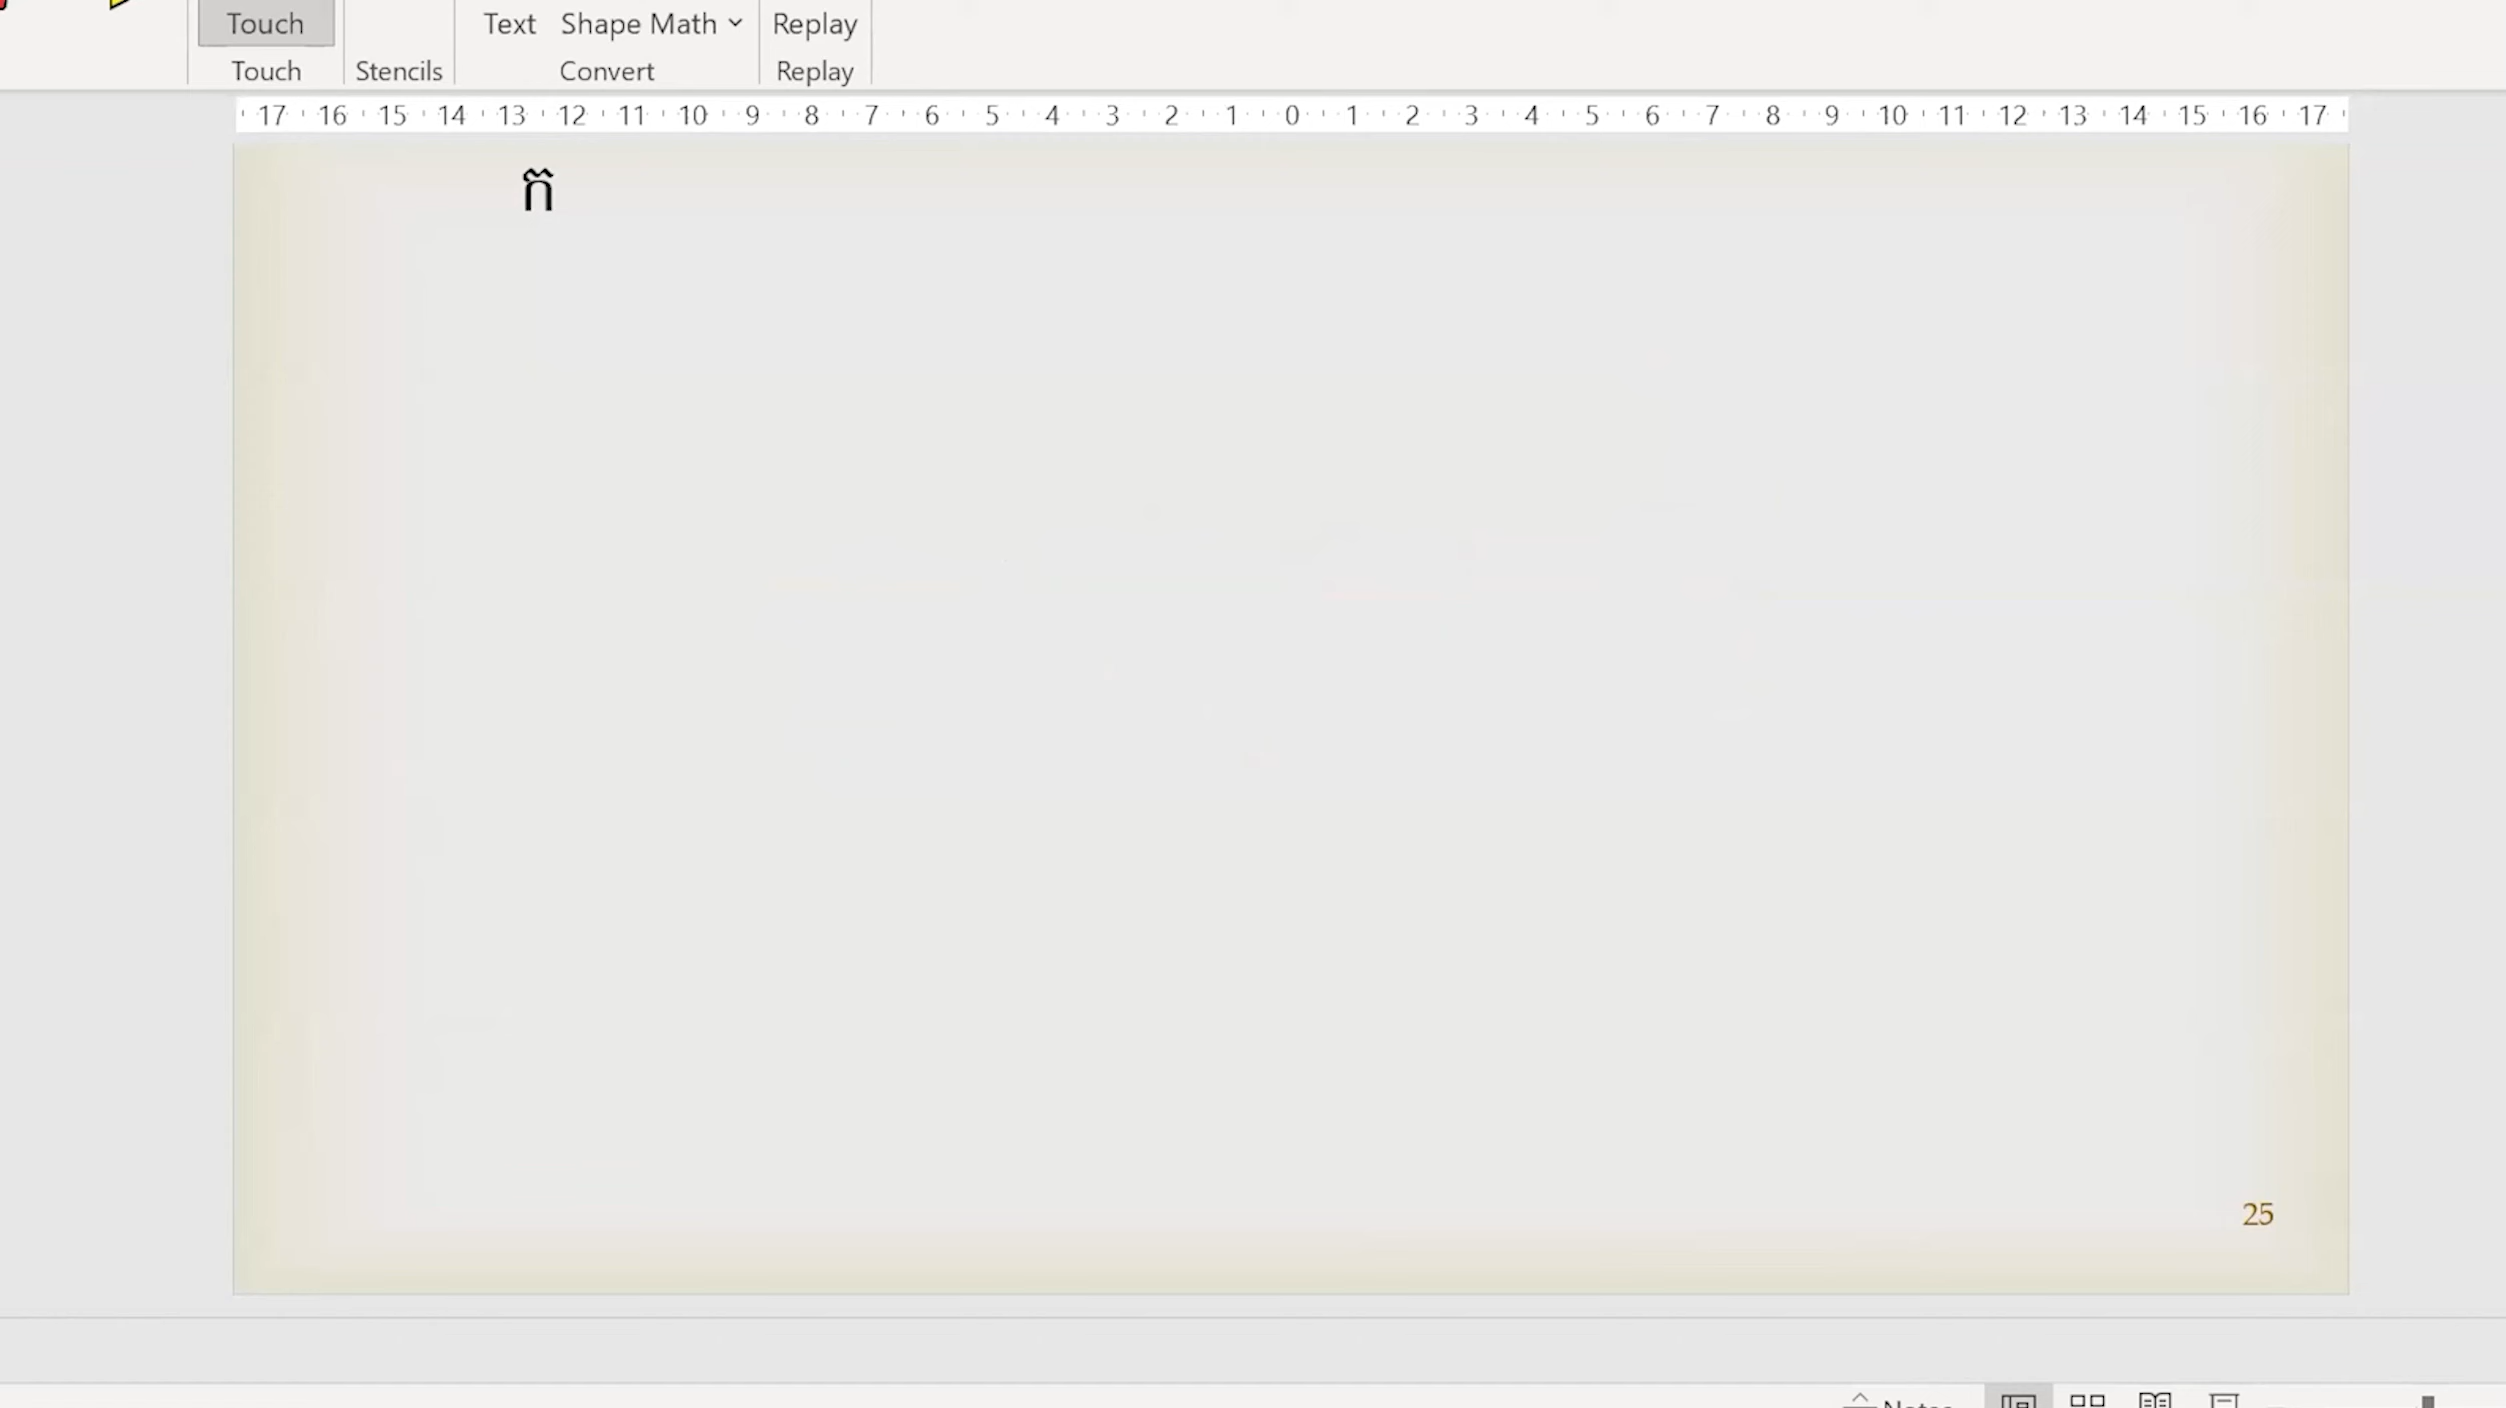 Touch
Text Shape Math Replay
Touch Stencils Convert Replay
17 16 15 14 13 12 11 10 9 8 7 6 5 4 3 2 1 0 1 2 3 4 5 6 7 8 9 10 11 12 13 14 15 16 17
ក៏
25